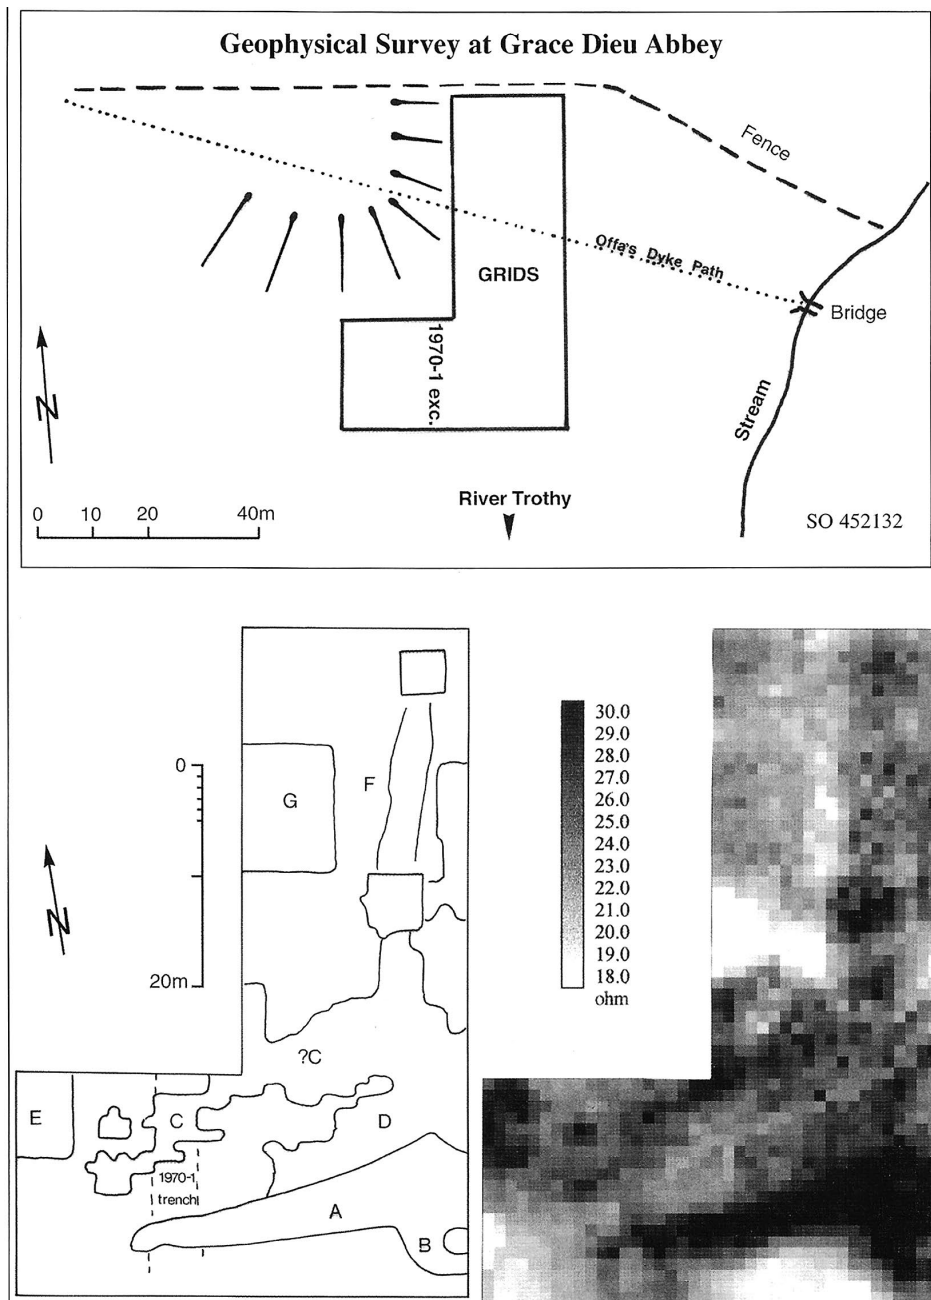 Geophysical Survey at Grace Dieu Abbey
Fence
Offa's Dyke Path
GRIDS
Bridge
1970-1 exc.
Stream
N
River Trothy
0 10 20 40m
SO 452132
0
20m
N
G
F
?C
E
C
D
1970-1
trench
A
B
30.0
29.0
28.0
27.0
26.0
25.0
24.0
23.0
22.0
21.0
20.0
19.0
18.0
ohm